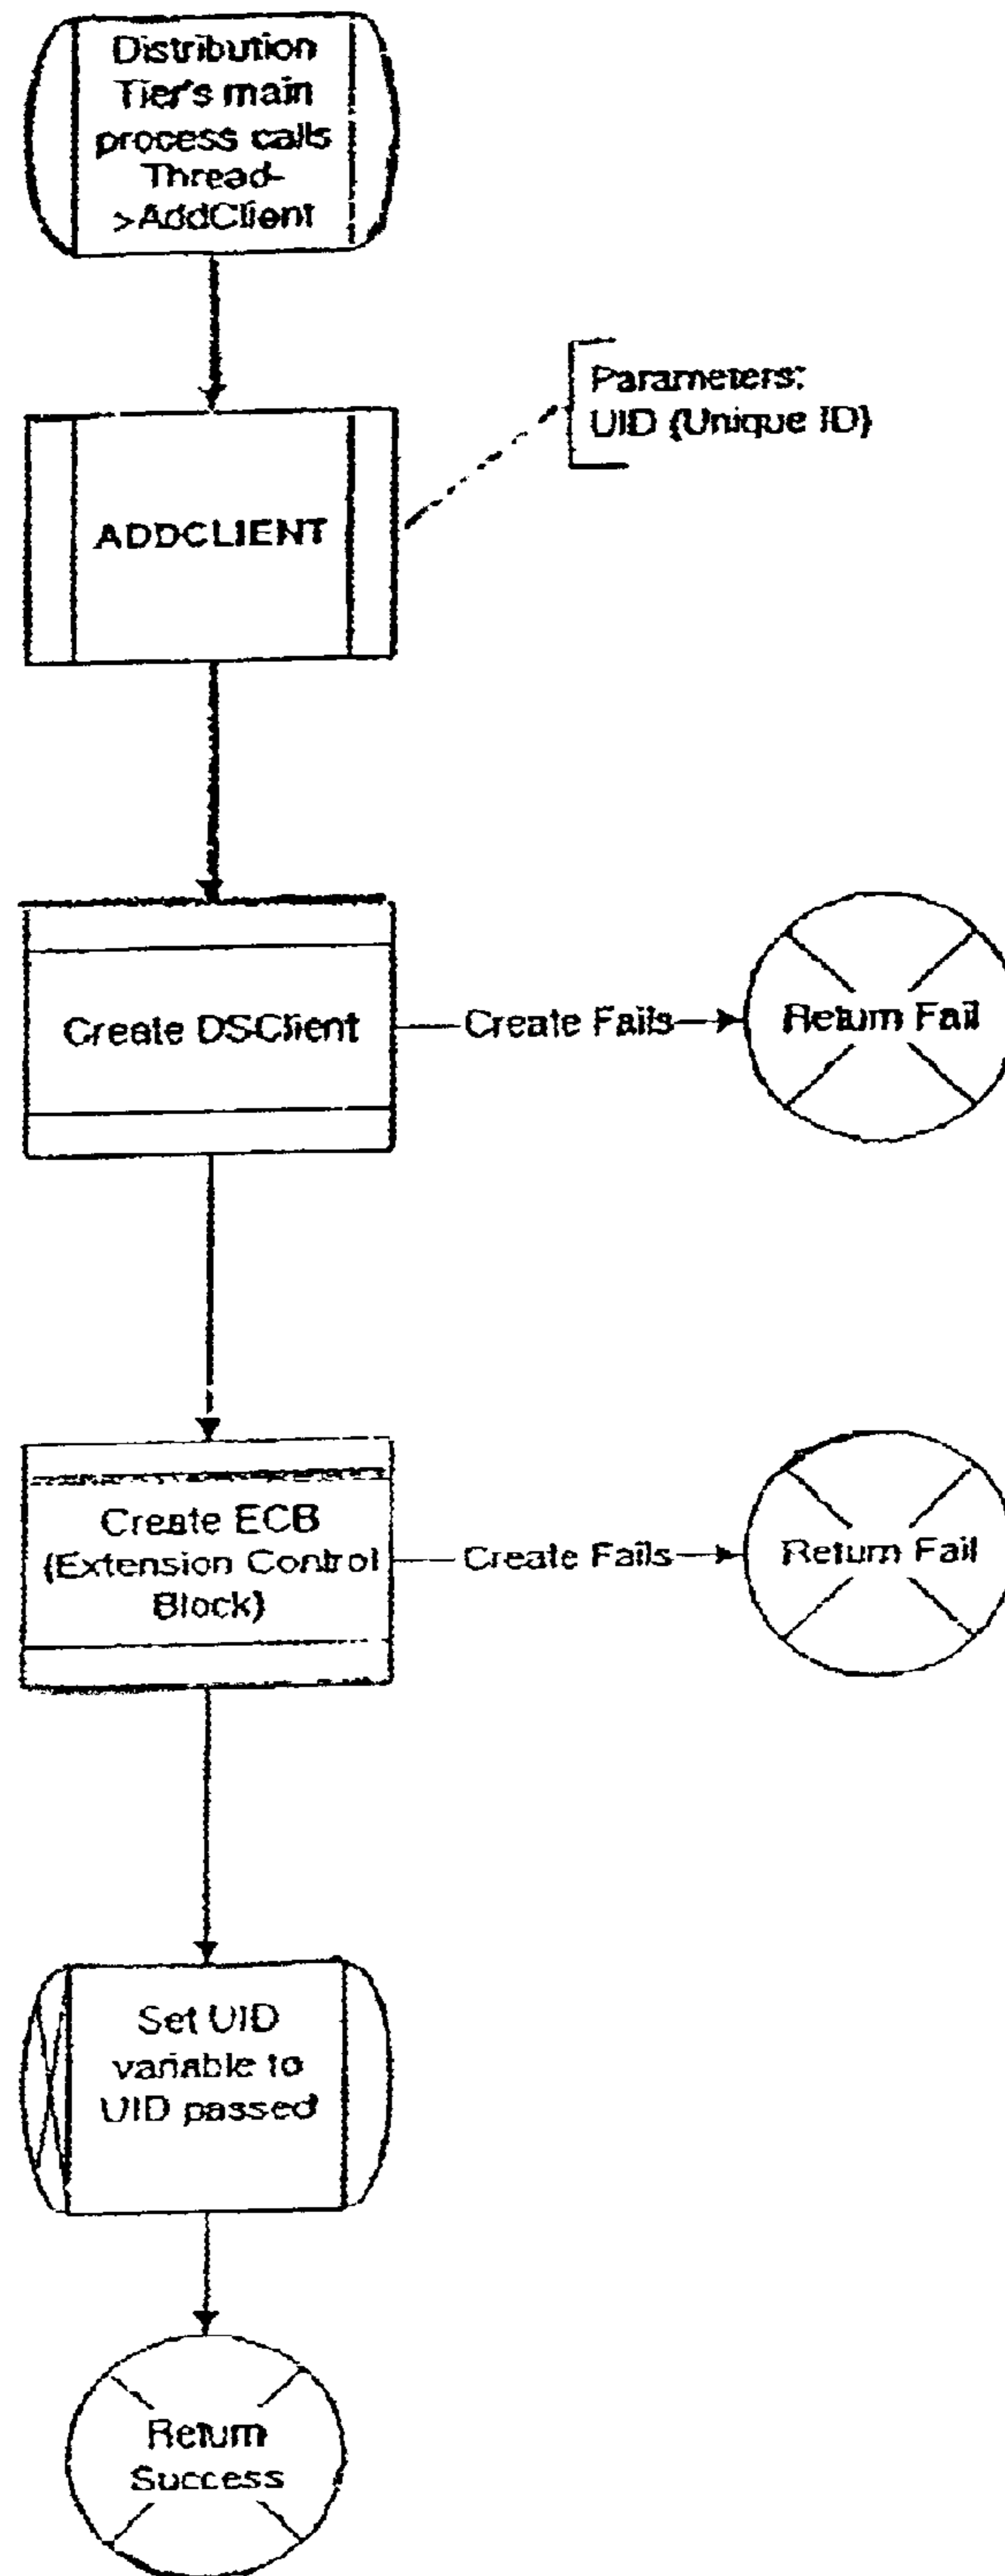 Distribution
Tier's main
process calls
Thread-
>AddClient
Parameters:
UID (Unique ID)
ADDCLIENT
Create DSClient
Create Fails
Return Fail
Create ECB
(Extension Control
Block)
Create Fails
Return Fail
Set UID
variable to
UID passed
Return
Success